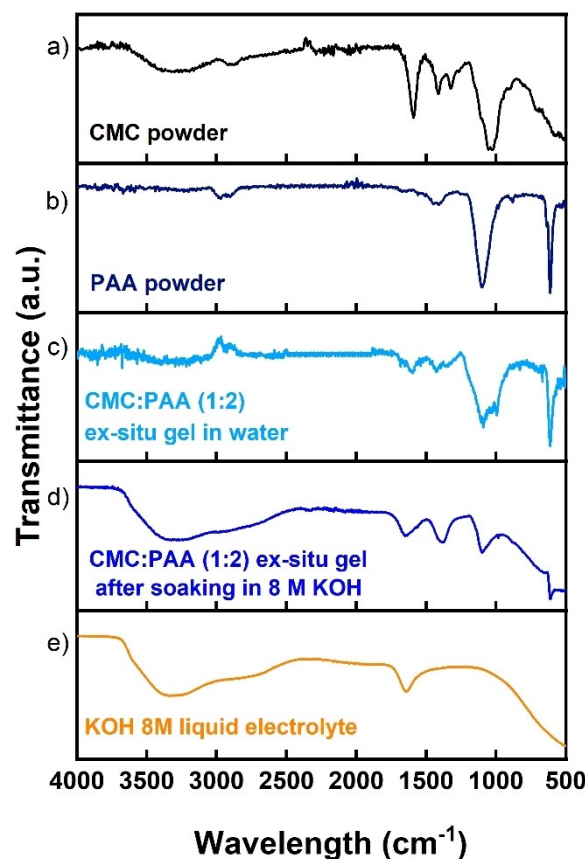 a)
CMC powder
b)
PAA powder
c)
CMC:PAA (1:2)
ex-situ gel in water
d)
CMC:PAA (1:2) ex-situ gel
after soaking in 8 M KOH
e)
KOH 8M liquid electrolyte
Transmittance (a.u.)
4000 3500 3000 2500 2000 1500 1000 500
Wavelength (cm⁻¹)